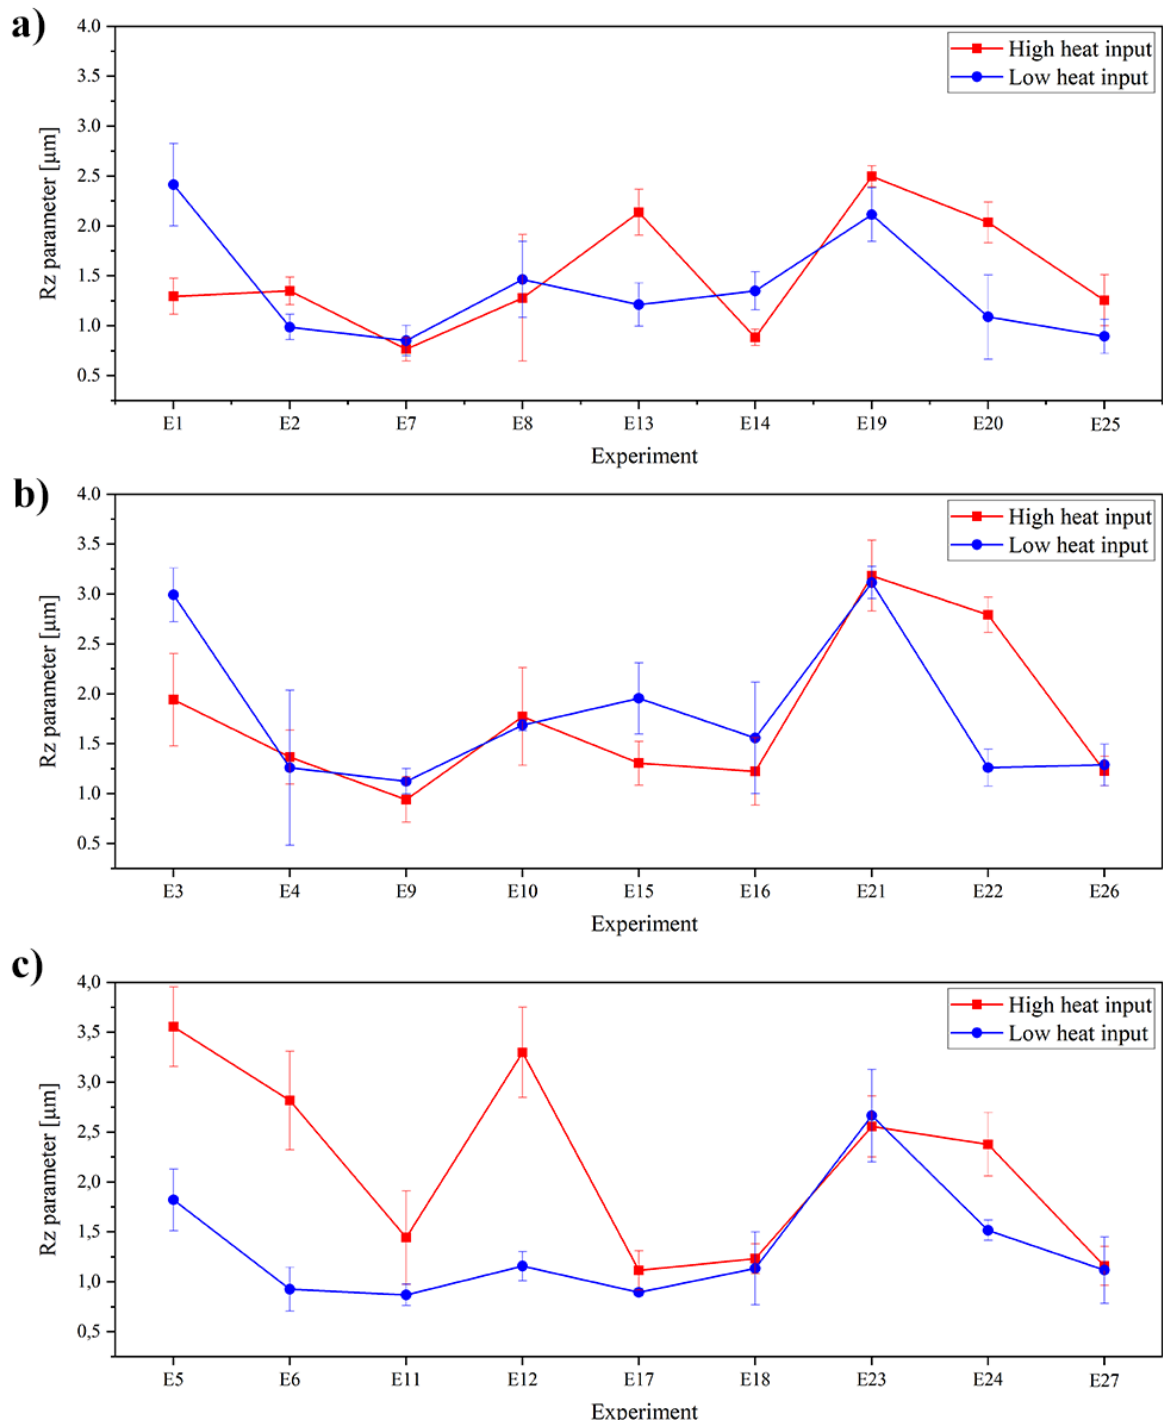 a)
4.0
3.5
3.0
2.5
2.0
1.5
1.0
0.5
Rz parameter [μm]
High heat input
Low heat input
E1 E2 E7 E8 E13 E14 E19 E20 E25
Experiment
b)
4.0
3.5
3.0
2.5
2.0
1.5
1.0
0.5
Rz parameter [μm]
High heat input
Low heat input
E3 E4 E9 E10 E15 E16 E21 E22 E26
Experiment
c)
4,0
3,5
3,0
2,5
2,0
1,5
1,0
0,5
Rz parameter [μm]
High heat input
Low heat input
E5 E6 E11 E12 E17 E18 E23 E24 E27
Experiment